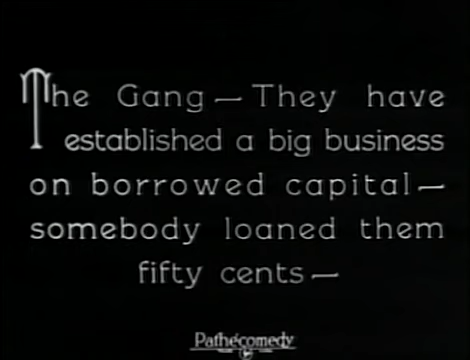 The Gang — They have
established a big business
on borrowed capital —
somebody loaned them
fifty cents —
Pathécomedy